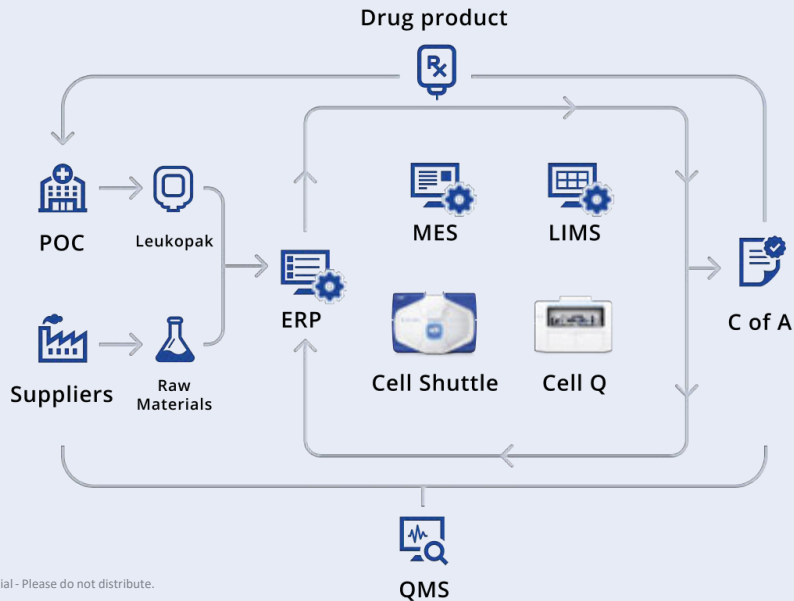 Drug product
POC
Leukopak
MES
LIMS
ERP
C of A
Suppliers
Raw
Materials
Cell Shuttle
Cell Q
ial - Please do not distribute.
QMS